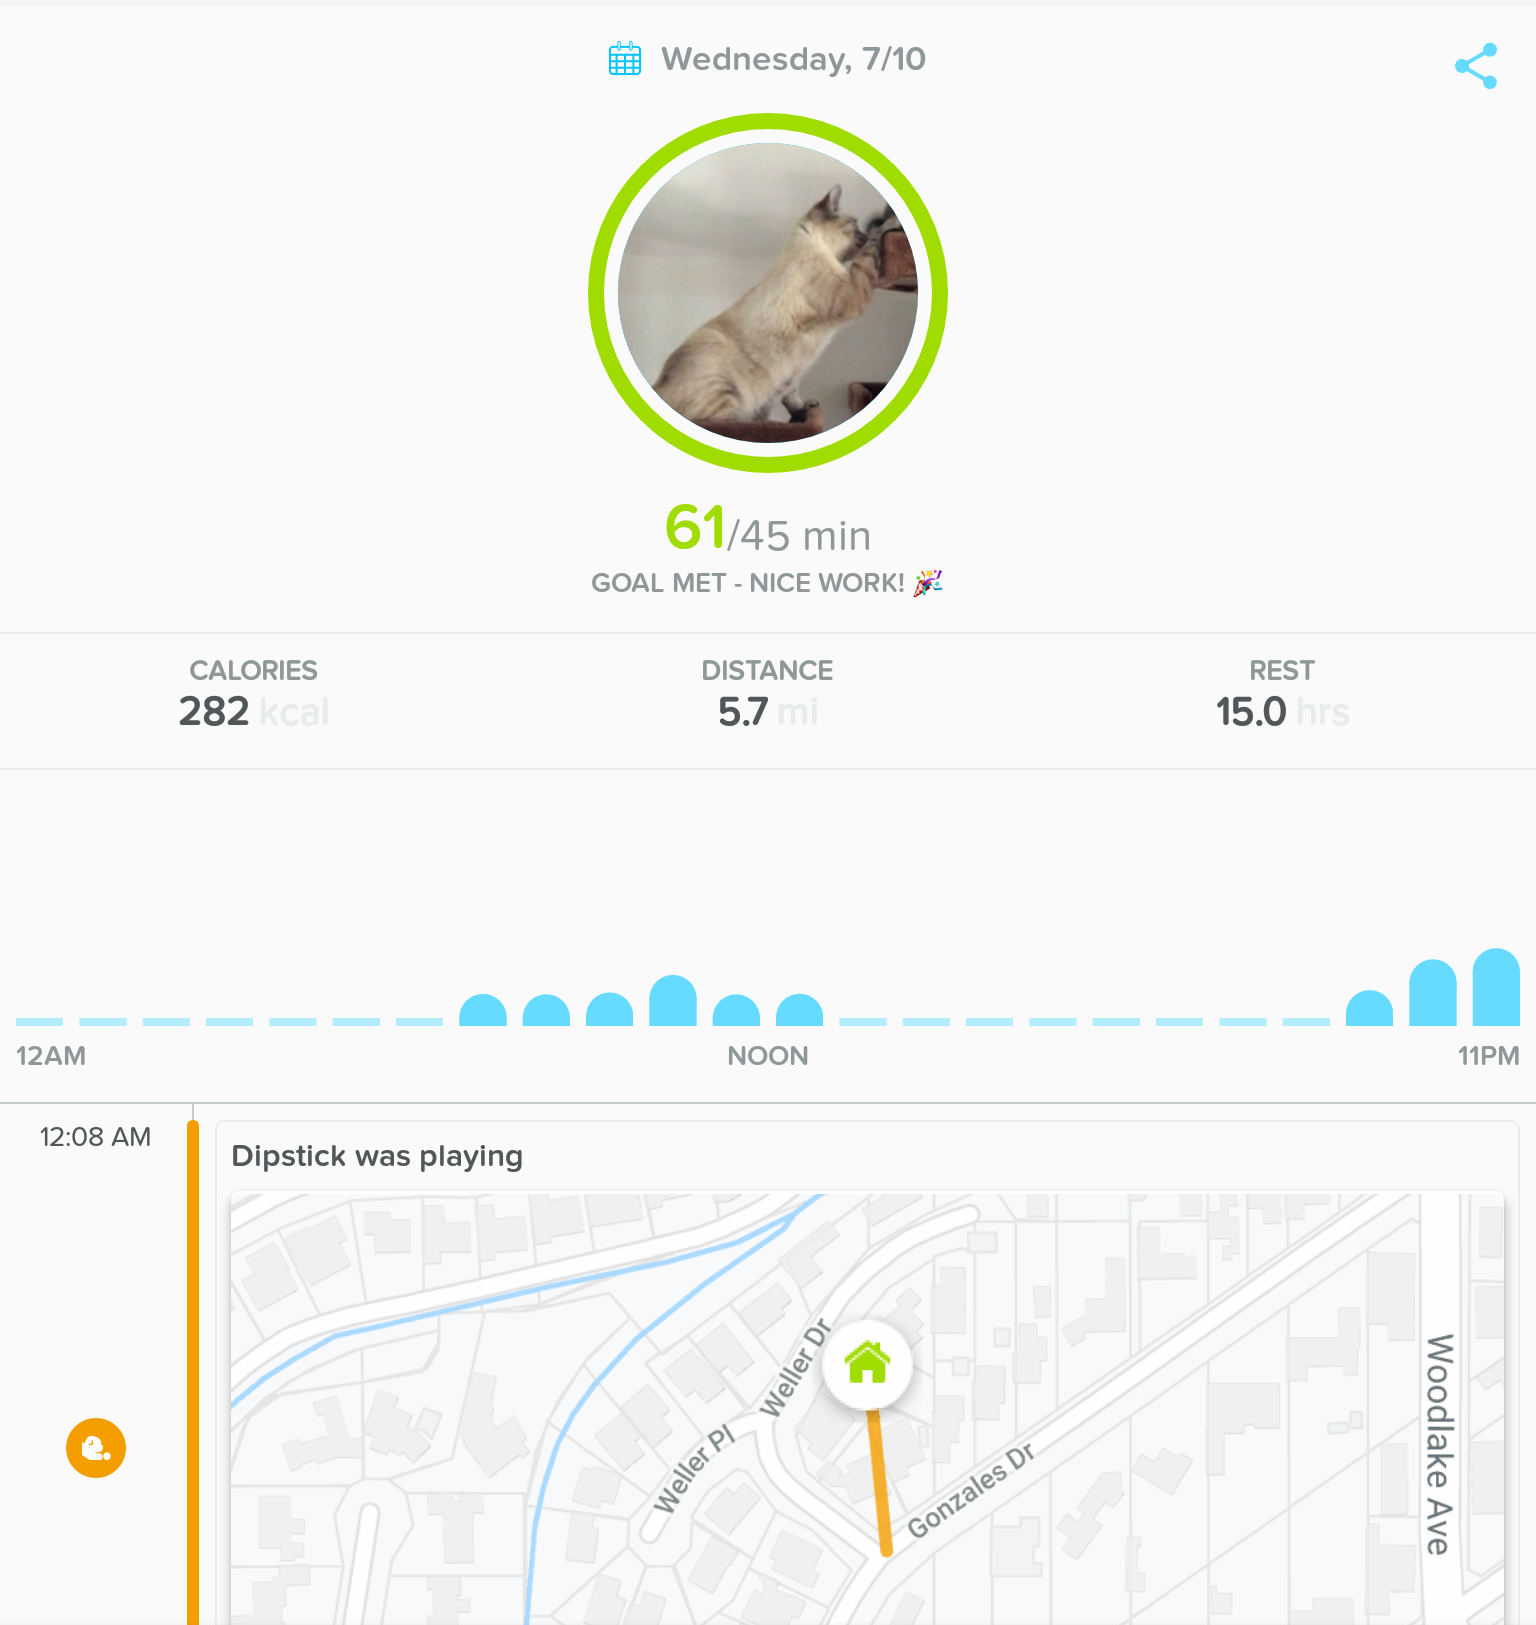 Wednesday, 7/10
61/45 min
GOAL MET - NICE WORK! 🎉
CALORIES
282 kcal
DISTANCE
5.7 mi
REST
15.0 hrs
12AM
NOON
11PM
12:08 AM
Dipstick was playing
Weller Dr
Weller Pl
Gonzales Dr
Woodlake Ave